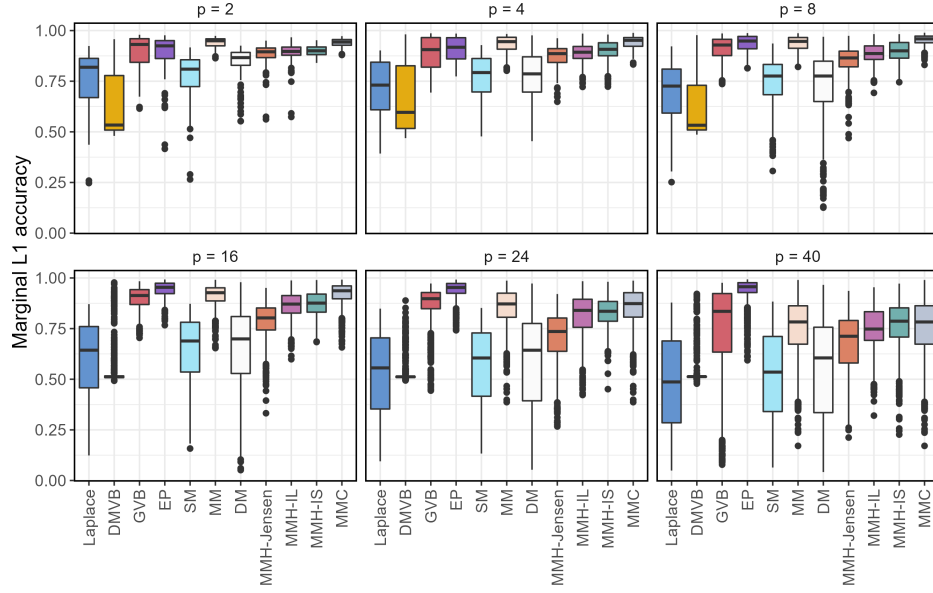 p = 2
p = 4
p = 8
1.00
0.75
0.50
0.25
0.00
Marginal L1 accuracy
p = 16
p = 24
p = 40
1.00
0.75
0.50
0.25
0.00
Laplace
DMVB
GVB
EP
SM
MM
DM
MMH-Jensen
MMH-IL
MMH-IS
MMC
Laplace
DMVB
GVB
EP
SM
MM
DM
MMH-Jensen
MMH-IL
MMH-IS
MMC
Laplace
DMVB
GVB
EP
SM
MM
DM
MMH-Jensen
MMH-IL
MMH-IS
MMC